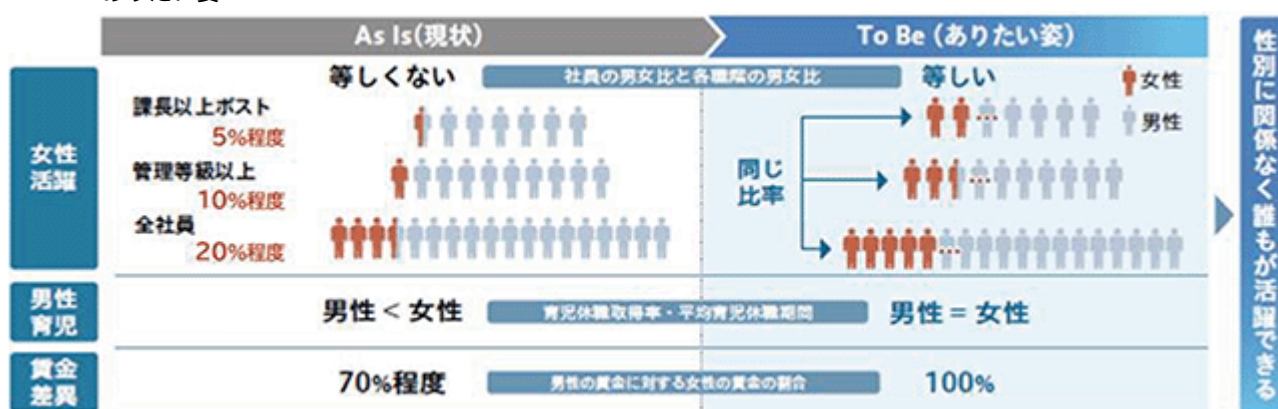 As Is(現状)
To Be (ありたい姿)
女性
活躍
等しくない
社員の男女比と各職階の男女比
等しい
女性
男性
課長以上ポスト
5%程度
管理等級以上
10%程度
全社員
20%程度
同じ
比率
男性
育児
男性 < 女性
育児休職取得率・平均育児休職期間
男性 = 女性
賃金
差異
70%程度
男性の賃金に対する女性の賃金の割合
100%
性別に関係なく誰もが活躍できる